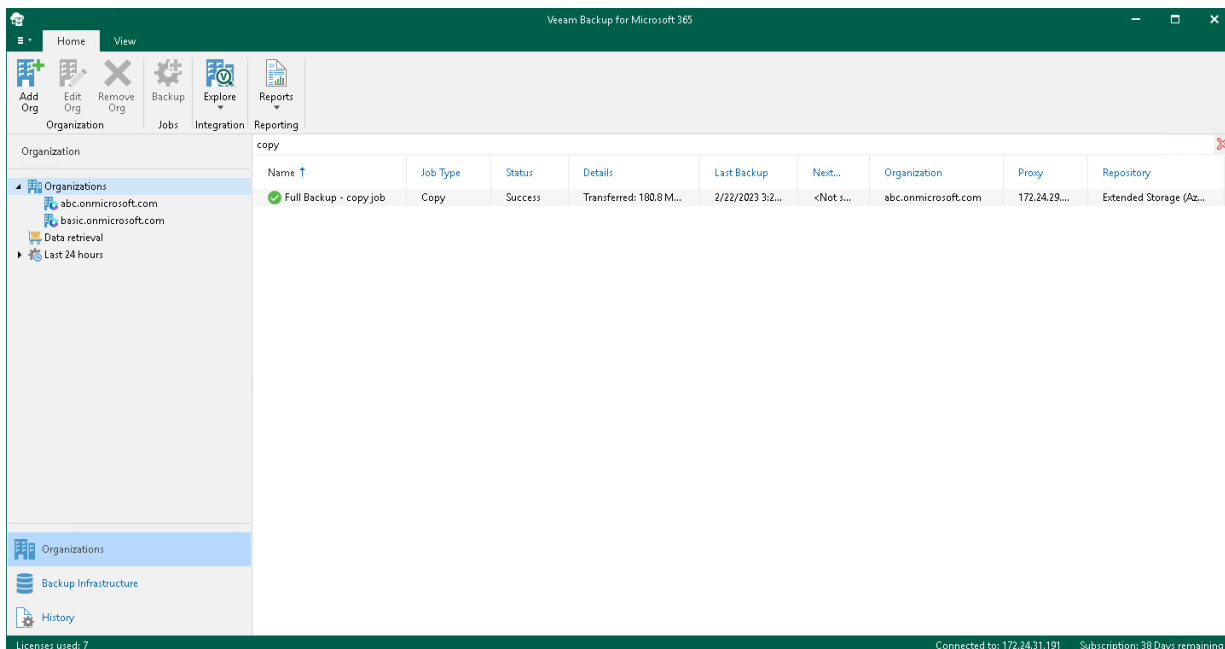 Veeam Backup for Microsoft 365
Home View
Add Org Edit Org Remove Org Backup Explore Reports
Organization Jobs Integration Reporting
Organization
copy
Name Job Type Status Details Last Backup Next... Organization Proxy Repository
Full Backup - copy job Copy Success Transferred: 180.8 M... 2/22/2023 3:2... <Not s... abc.onmicrosoft.com 172.24.29.... Extended Storage (Az...
Organizations
abc.onmicrosoft.com
basic.onmicrosoft.com
Data retrieval
Last 24 hours
Organizations
Backup Infrastructure
History
Licenses used: 7 Connected to: 172.24.31.191 Subscription: 38 Days remaining